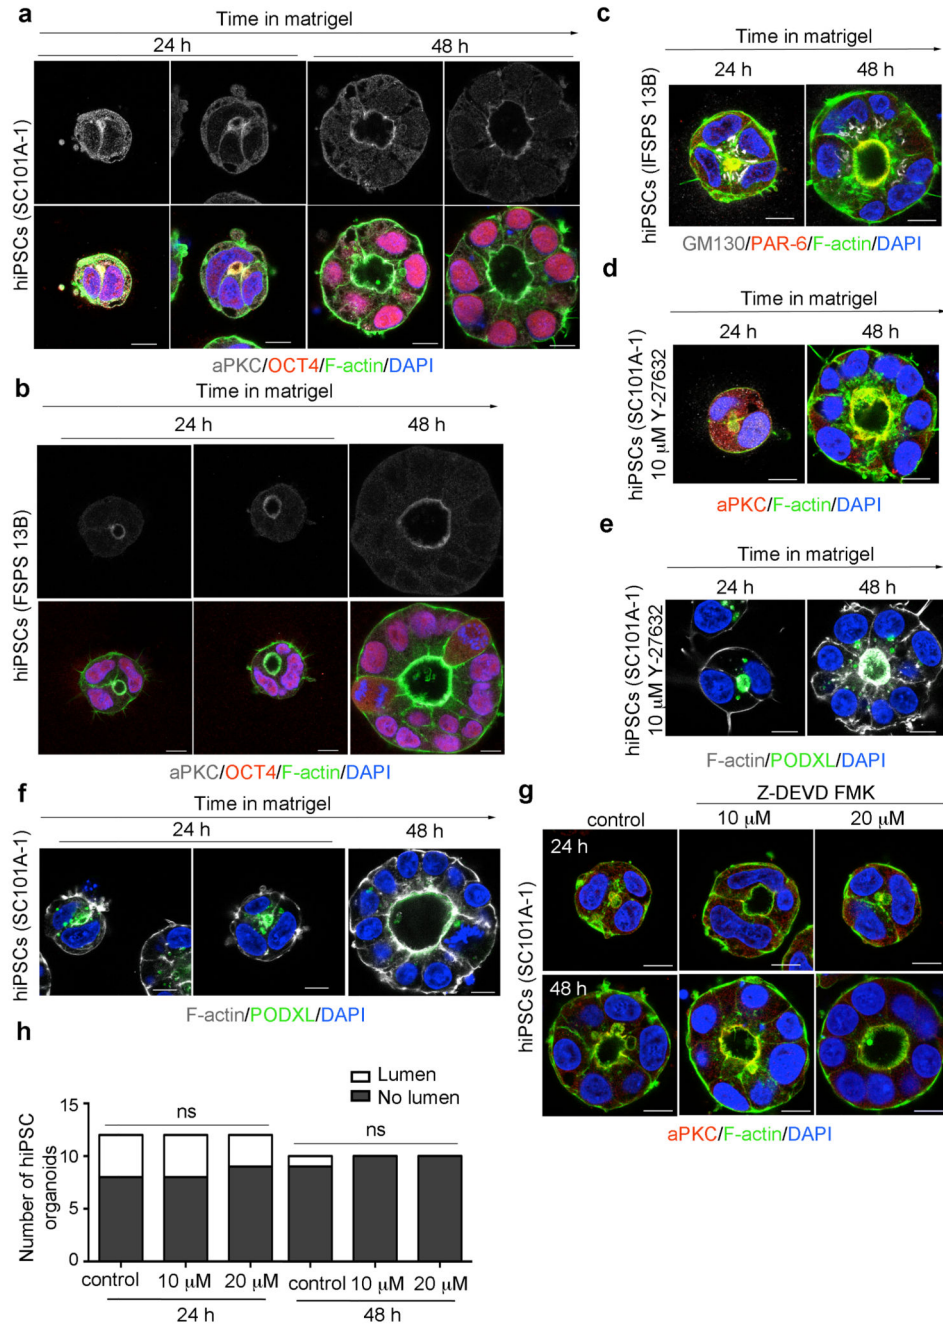 a
Time in matrigel
24 h
48 h
hiPSCs (SC101A-1)
aPKC/OCT4/F-actin/DAPI
b
Time in matrigel
24 h
48 h
hiPSCs (FSPS 13B)
aPKC/OCT4/F-actin/DAPI
c
Time in matrigel
24 h
48 h
hiPSCs (IFSPS 13B)
GM130/PAR-6/F-actin/DAPI
d
Time in matrigel
24 h
48 h
hiPSCs (SC101A-1)
10 µM Y-27632
aPKC/F-actin/DAPI
e
Time in matrigel
24 h
48 h
hiPSCs (SC101A-1)
10 µM Y-27632
F-actin/PODXL/DAPI
f
Time in matrigel
24 h
48 h
hiPSCs (SC101A-1)
F-actin/PODXL/DAPI
g
Z-DEVD FMK
control
10 µM
20 µM
24 h
48 h
hiPSCs (SC101A-1)
aPKC/F-actin/DAPI
h
Lumen
No lumen
Number of hiPSC
organoids
15
10
5
0
ns
ns
control
10 µM
20 µM
control
10 µM
20 µM
24 h
48 h